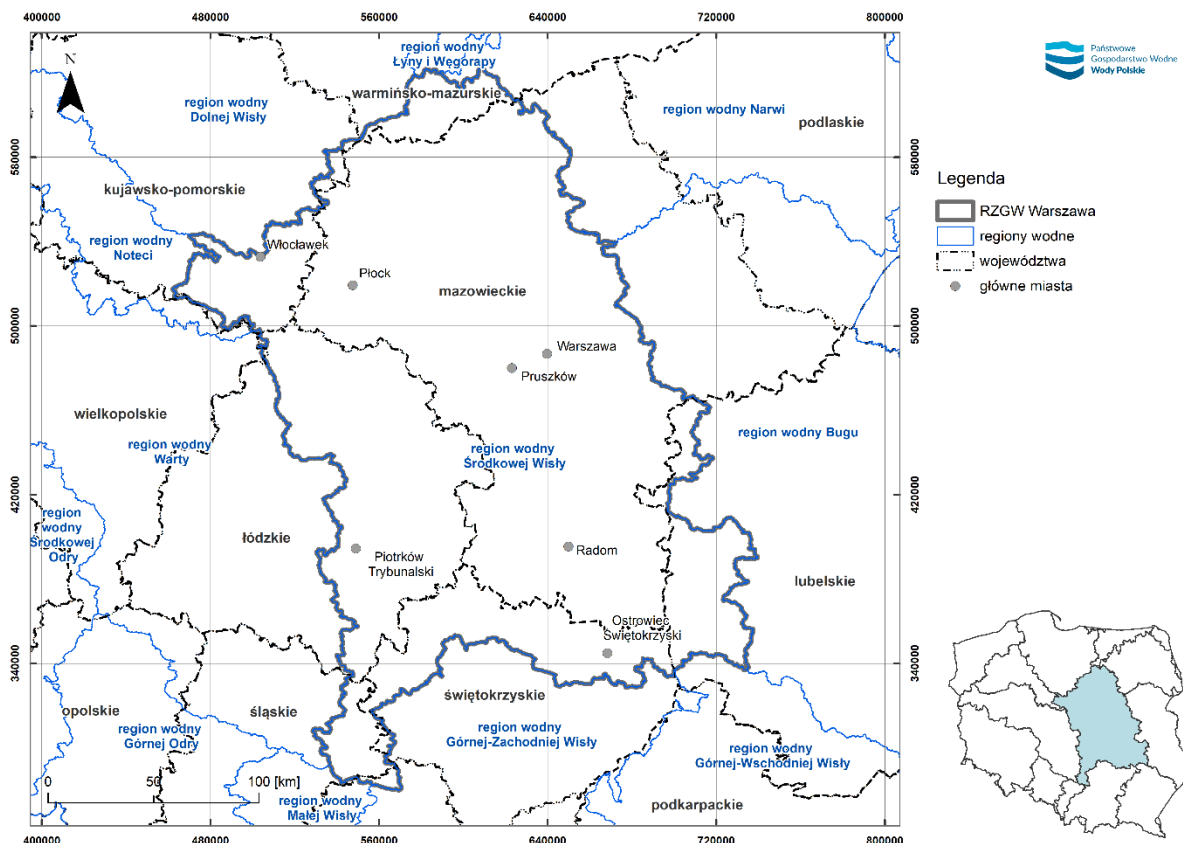 400000 480000 560000 640000 720000 800000
region wodny
Łyny i Węgorapy
N
warmińsko-mazurskie
region wodny
Dolnej Wisły
region wodny Narwi
podlaskie
580000
580000
kujawsko-pomorskie
region wodny
Noteci
Włocławek
Płock
mazowieckie
500000
500000
Warszawa
Pruszków
wielkopolskie
region wodny
Warty
region wodny
Środkowej Wisły
region wodny Bugu
420000
420000
region
wodny
Środkowej
Odry
łódzkie
Piotrków
Trybunalski
Radom
lubelskie
Ostrowiec
Świętokrzyski
340000
340000
świętokrzyskie
opolskie
śląskie
region wodny
Górnej Odry
region wodny
Górnej-Zachodniej Wisły
region wodny
Górnej-Wschodniej Wisły
0 50 100 [km]
region wodny
Małej Wisły
podkarpackie
400000 480000 560000 640000 720000 800000
Państwowe
Gospodarstwo Wodne
Wody Polskie
Legenda
RZGW Warszawa
regiony wodne
województwa
główne miasta